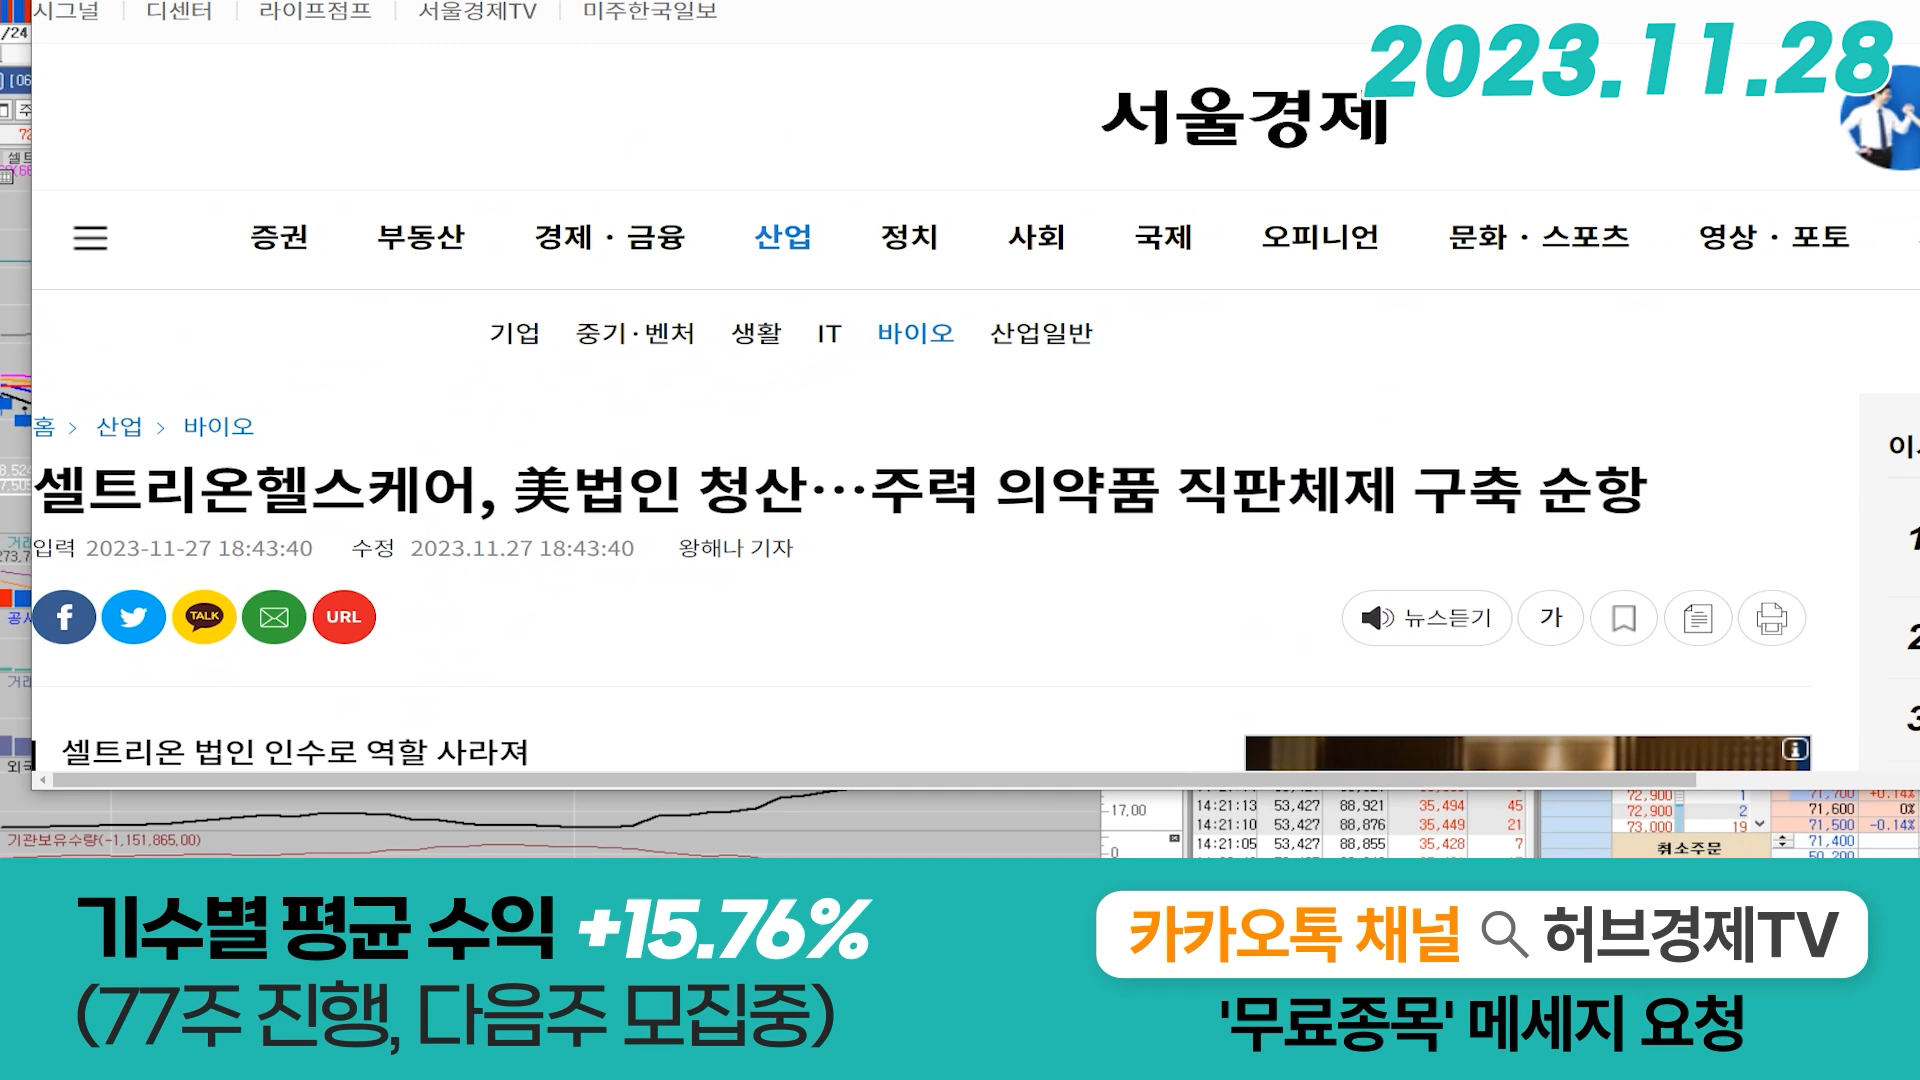 시그널 디센터 라이프점프 서울경제TV 미주한국일보
2023.11.28
서울경제
증권 부동산 경제 · 금융 산업 정치 사회 국제 오피니언 문화 · 스포츠 영상 · 포토
기업 중기·벤처 생활 IT 바이오 산업일반
홈 > 산업 > 바이오
셀트리온헬스케어, 美법인 청산…주력 의약품 직판체제 구축 순항
입력 2023-11-27 18:43:40 수정 2023.11.27 18:43:40 왕해나 기자
TALK URL 뉴스듣기 가
셀트리온 법인 인수로 역할 사라져
17,00
0
기관보유수량(-1,151,865,00)
14:21:13 53,427 88,921 35,494 45
14:21:10 53,427 88,876 35,449 21
14:21:05 53,427 88,855 35,428 7
72,900 1
72,900 2
73,000 19
취소주문
71,700 +0.14%
71,600 0%
71,500 -0.14%
71,400
50,200
기수별 평균 수익 +15.76%
(77주 진행, 다음주 모집중)
카카오톡 채널 허브경제TV
'무료종목' 메세지 요청